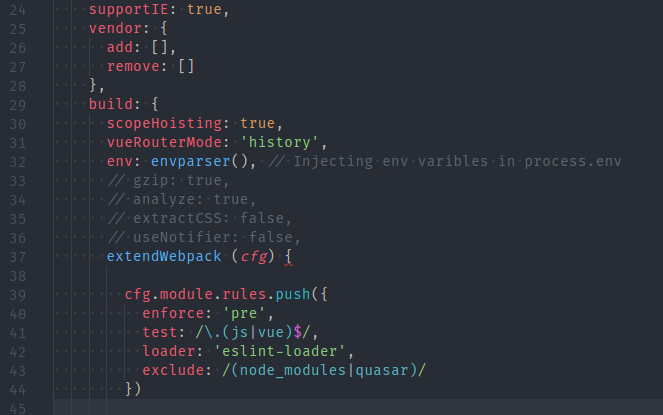 24 supportIE: true,
25 vendor: {
26 add: [],
27 remove: []
28 },
29 build: {
30 scopeHoisting: true,
31 vueRouterMode: 'history',
32 env: envparser(), // Injecting env varibles in process.env
33 // gzip: true,
34 // analyze: true,
35 // extractCSS: false,
36 // useNotifier: false,
37 extendWebpack (cfg) {
38
39 cfg.module.rules.push({
40 enforce: 'pre',
41 test: /\.(js|vue)$/,
42 loader: 'eslint-loader',
43 exclude: /(node_modules|quasar)/
44 })
45